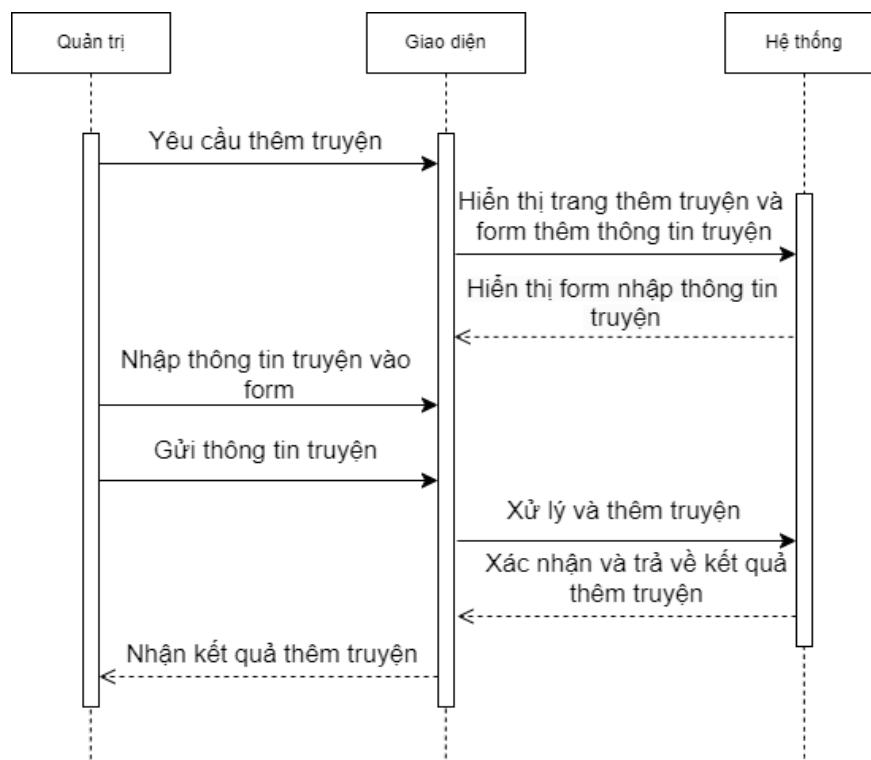 Quản trị
Giao diện
Hệ thống
Yêu cầu thêm truyện
Hiển thị trang thêm truyện và
form thêm thông tin truyện
Hiển thị form nhập thông tin
truyện
Nhập thông tin truyện vào
form
Gửi thông tin truyện
Xử lý và thêm truyện
Xác nhận và trả về kết quả
thêm truyện
Nhận kết quả thêm truyện